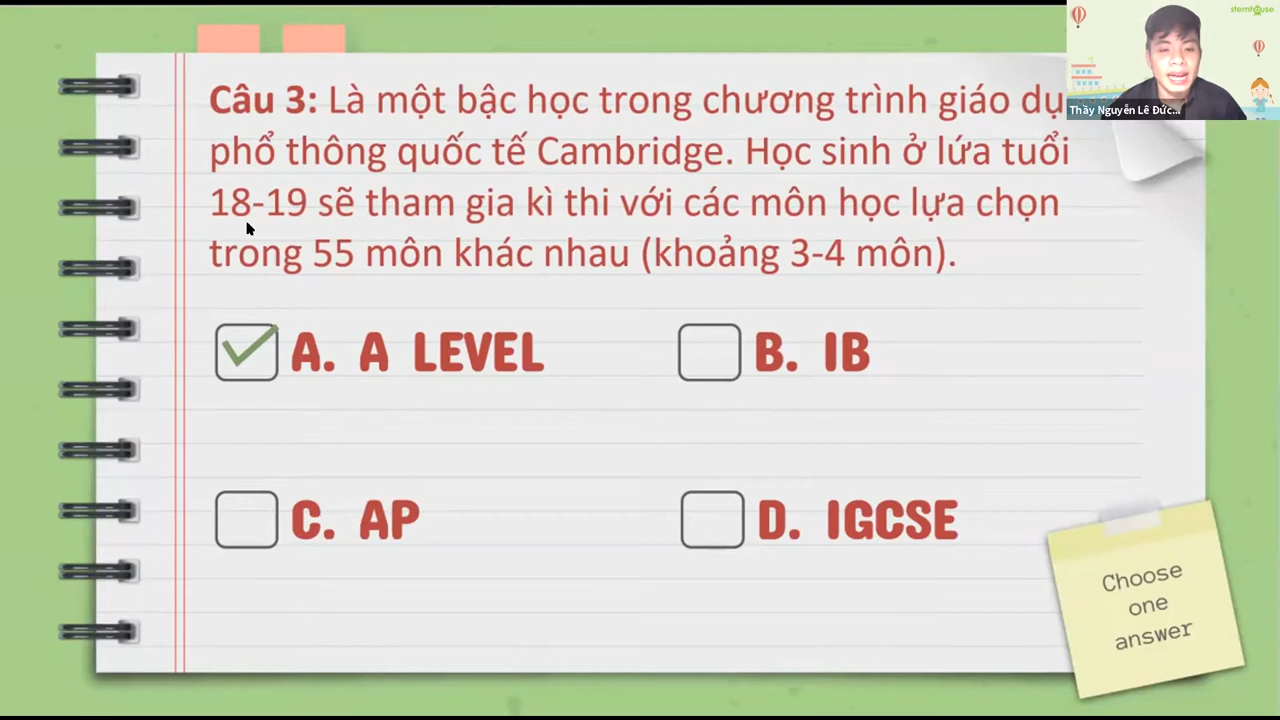 Câu 3: Là một bậc học trong chương trình giáo dụ
phổ thông quốc tế Cambridge. Học sinh ở lứa tuổi
18-19 sẽ tham gia kì thi với các môn học lựa chọn
trong 55 môn khác nhau (khoảng 3-4 môn).
A. A LEVEL
B. IB
C. AP
D. IGCSE
Choose
one
answer
stemhouse
Thầy Nguyễn Lê Đức...